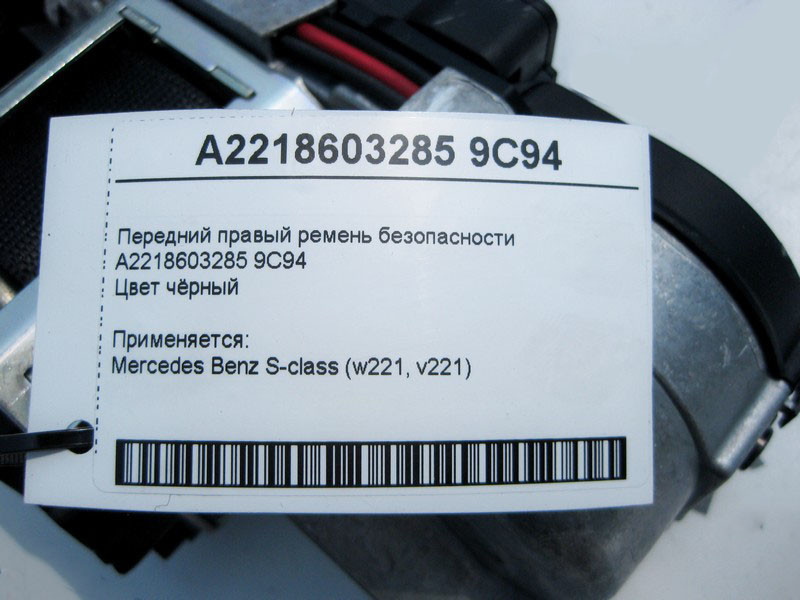 A2218603285 9C94
Передний правый ремень безопасности
A2218603285 9C94
Цвет чёрный
Применяется:
Mercedes Benz S-class (w221, v221)